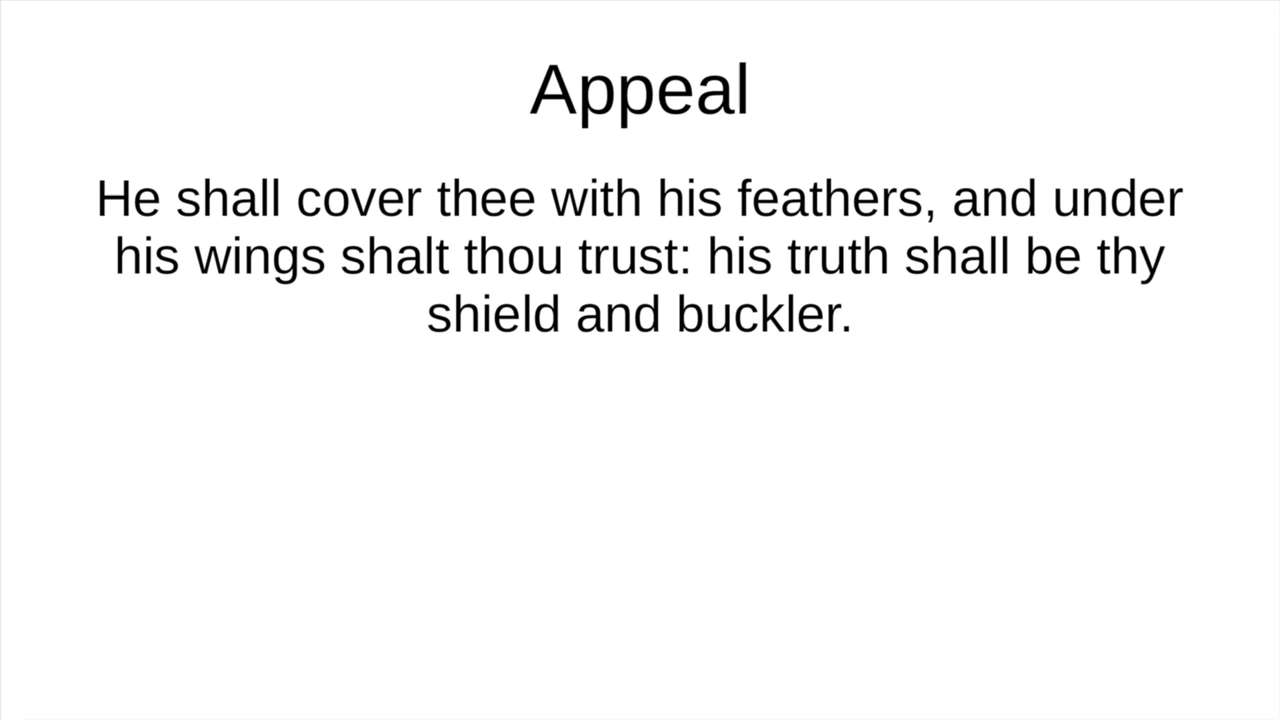 Appeal
He shall cover thee with his feathers, and under
his wings shalt thou trust: his truth shall be thy
shield and buckler.